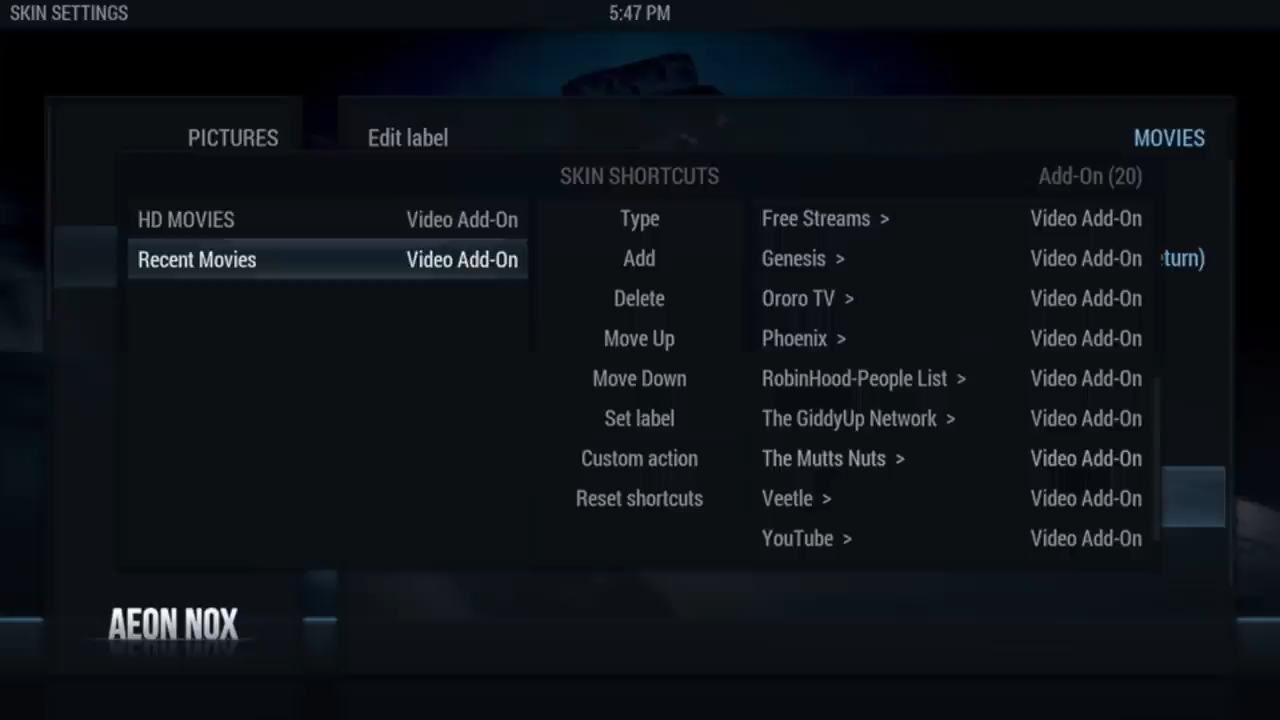 SKIN SETTINGS
5:47 PM
PICTURES
Edit label
MOVIES
SKIN SHORTCUTS
Add-On (20)
HD MOVIES Video Add-On
Recent Movies Video Add-On
Type
Add
Delete
Move Up
Move Down
Set label
Custom action
Reset shortcuts
Free Streams > Video Add-On
Genesis > Video Add-On
Ororo TV > Video Add-On
Phoenix > Video Add-On
RobinHood-People List > Video Add-On
The GiddyUp Network > Video Add-On
The Mutts Nuts > Video Add-On
Veetle > Video Add-On
YouTube > Video Add-On
turn)
AEON NOX